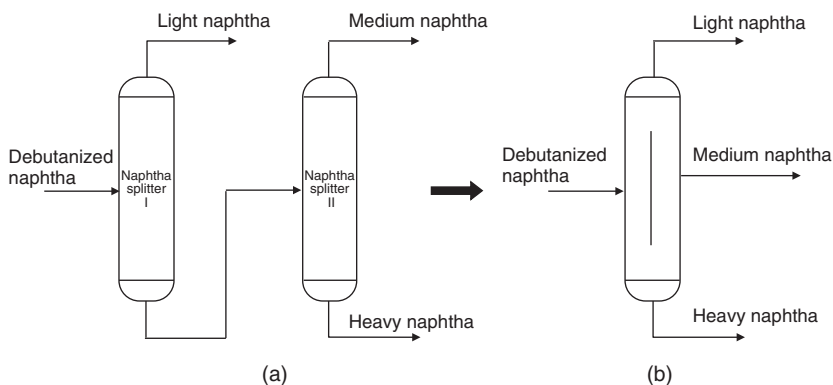 Light naphtha
Medium naphtha
Light naphtha
Debutanized
naphtha
Naphtha
splitter
I
Naphtha
splitter
II
Debutanized
naphtha
Medium naphtha
Heavy naphtha
Heavy naphtha
(a)
(b)